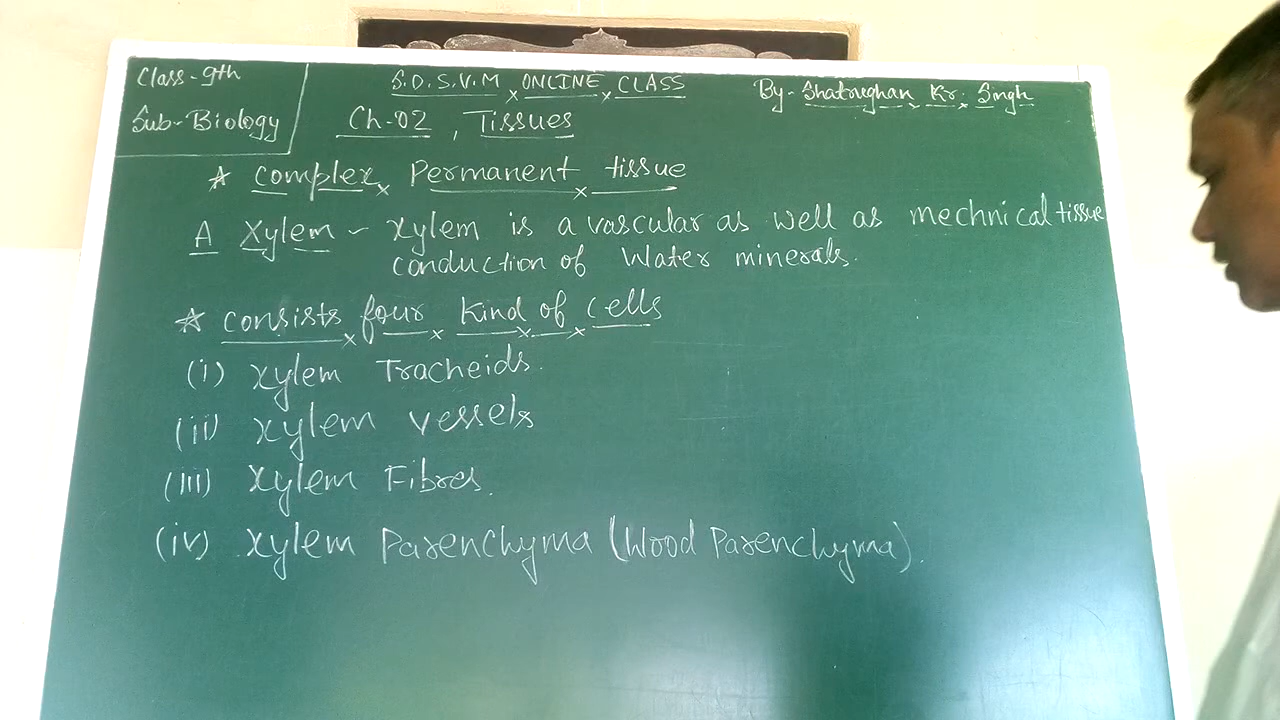 Class-9th
Sub-Biology
S.D.S.V.M ONLINE CLASS
By- Shatrughan Kr. Singh
Ch-02, Tissues
☆ Complex Permanent tissue
A Xylem - Xylem is a vascular as well as mechnical tissue
conduction of Water minerals.
☆ consists four Kind of Cells
(i) Xylem Tracheids.
(ii) Xylem vessels
(iii) Xylem Fibres.
(iv) Xylem Parenchyma (Wood Parenchyma).